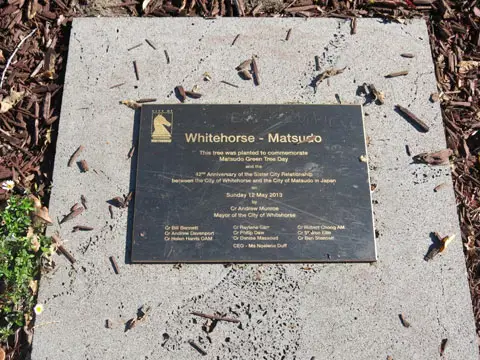 CITY OF
WHITEHORSE
Whitehorse - Matsudo
This tree was planted to commemorate
Matsudo Green Tree Day
and the
42nd Anniversary of the Sister City Relationship
between the City of Whitehorse and the City of Matsudo in Japan
on
Sunday 12 May 2013
by
Cr Andrew Munroe
Mayor of the City of Whitehorse
Cr Bill Bennett Cr Raylene Carr Cr Robert Chong AM
Cr Andrew Davenport Cr Philip Daw Cr Sharon Ellis
Cr Helen Harris OAM Cr Denise Massoud Cr Ben Stennett
CEO - Ms Noelene Duff